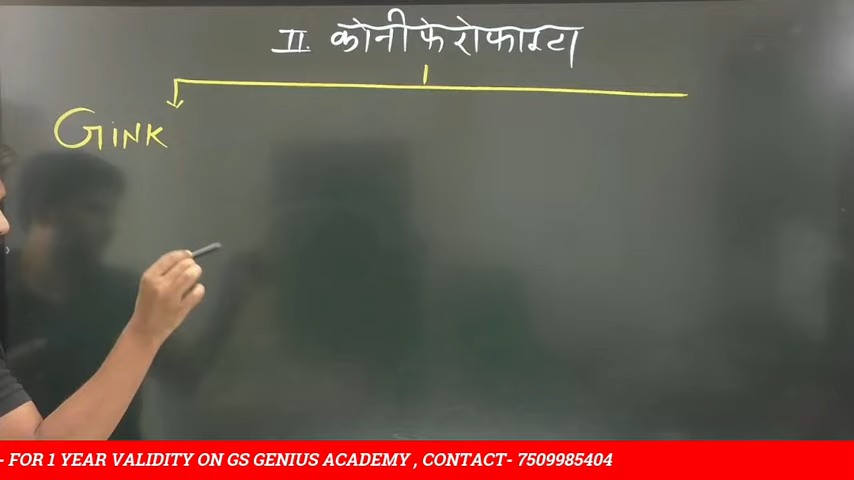 II. कोनीफेरोफाइटा
GiNK
- FOR 1 YEAR VALIDITY ON GS GENIUS ACADEMY , CONTACT- 7509985404